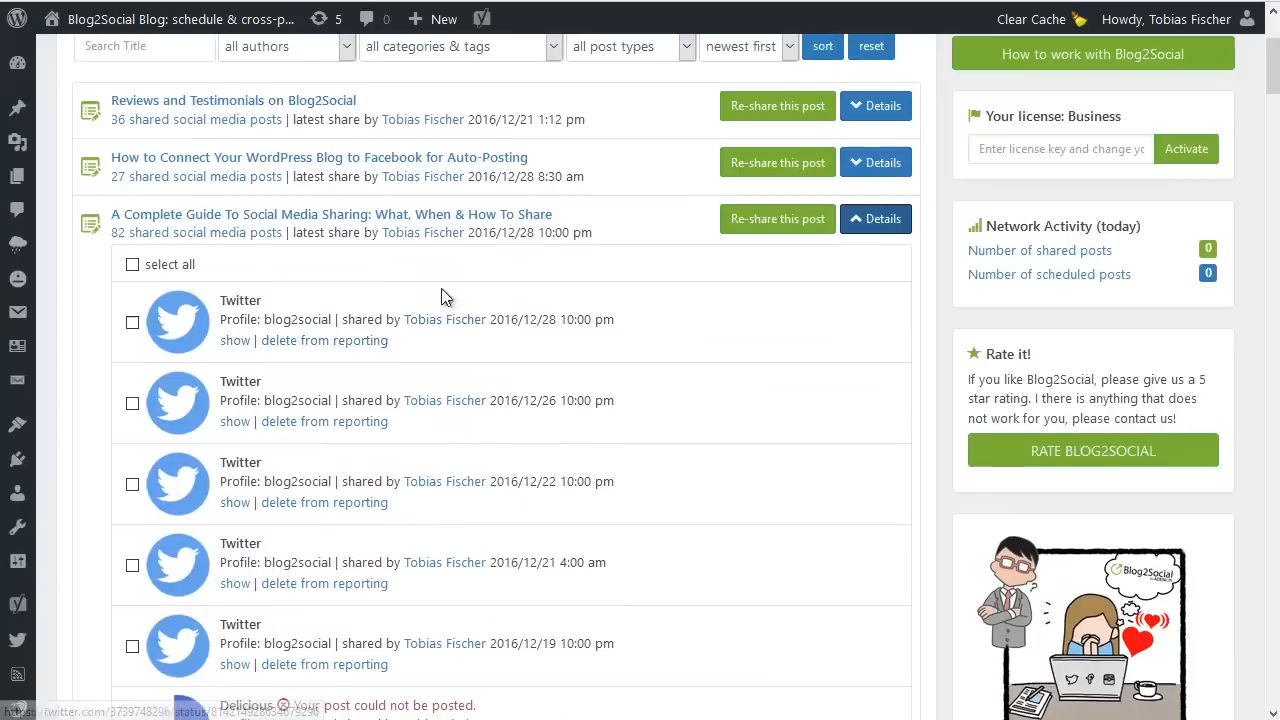 Blog2Social Blog: schedule & cross-p... 5 0 New Clear Cache Howdy, Tobias Fischer
Search Title all authors all categories & tags all post types newest first sort reset
Reviews and Testimonials on Blog2Social
36 shared social media posts | latest share by Tobias Fischer 2016/12/21 1:12 pm
Re-share this post Details
How to Connect Your WordPress Blog to Facebook for Auto-Posting
27 shared social media posts | latest share by Tobias Fischer 2016/12/28 8:30 am
Re-share this post Details
A Complete Guide To Social Media Sharing: What, When & How To Share
82 shared social media posts | latest share by Tobias Fischer 2016/12/28 10:00 pm
Re-share this post Details
select all
Twitter
Profile: blog2social | shared by Tobias Fischer 2016/12/28 10:00 pm
show | delete from reporting
Twitter
Profile: blog2social | shared by Tobias Fischer 2016/12/26 10:00 pm
show | delete from reporting
Twitter
Profile: blog2social | shared by Tobias Fischer 2016/12/22 10:00 pm
show | delete from reporting
Twitter
Profile: blog2social | shared by Tobias Fischer 2016/12/21 4:00 am
show | delete from reporting
Twitter
Profile: blog2social | shared by Tobias Fischer 2016/12/19 10:00 pm
show | delete from reporting
Delicious Your post could not be posted.
How to work with Blog2Social
Your license: Business
Enter license key and change yc Activate
Network Activity (today)
Number of shared posts 0
Number of scheduled posts 0
Rate it!
If you like Blog2Social, please give us a 5
star rating. I there is anything that does
not work for you, please contact us!
RATE BLOG2SOCIAL
Blog2Social